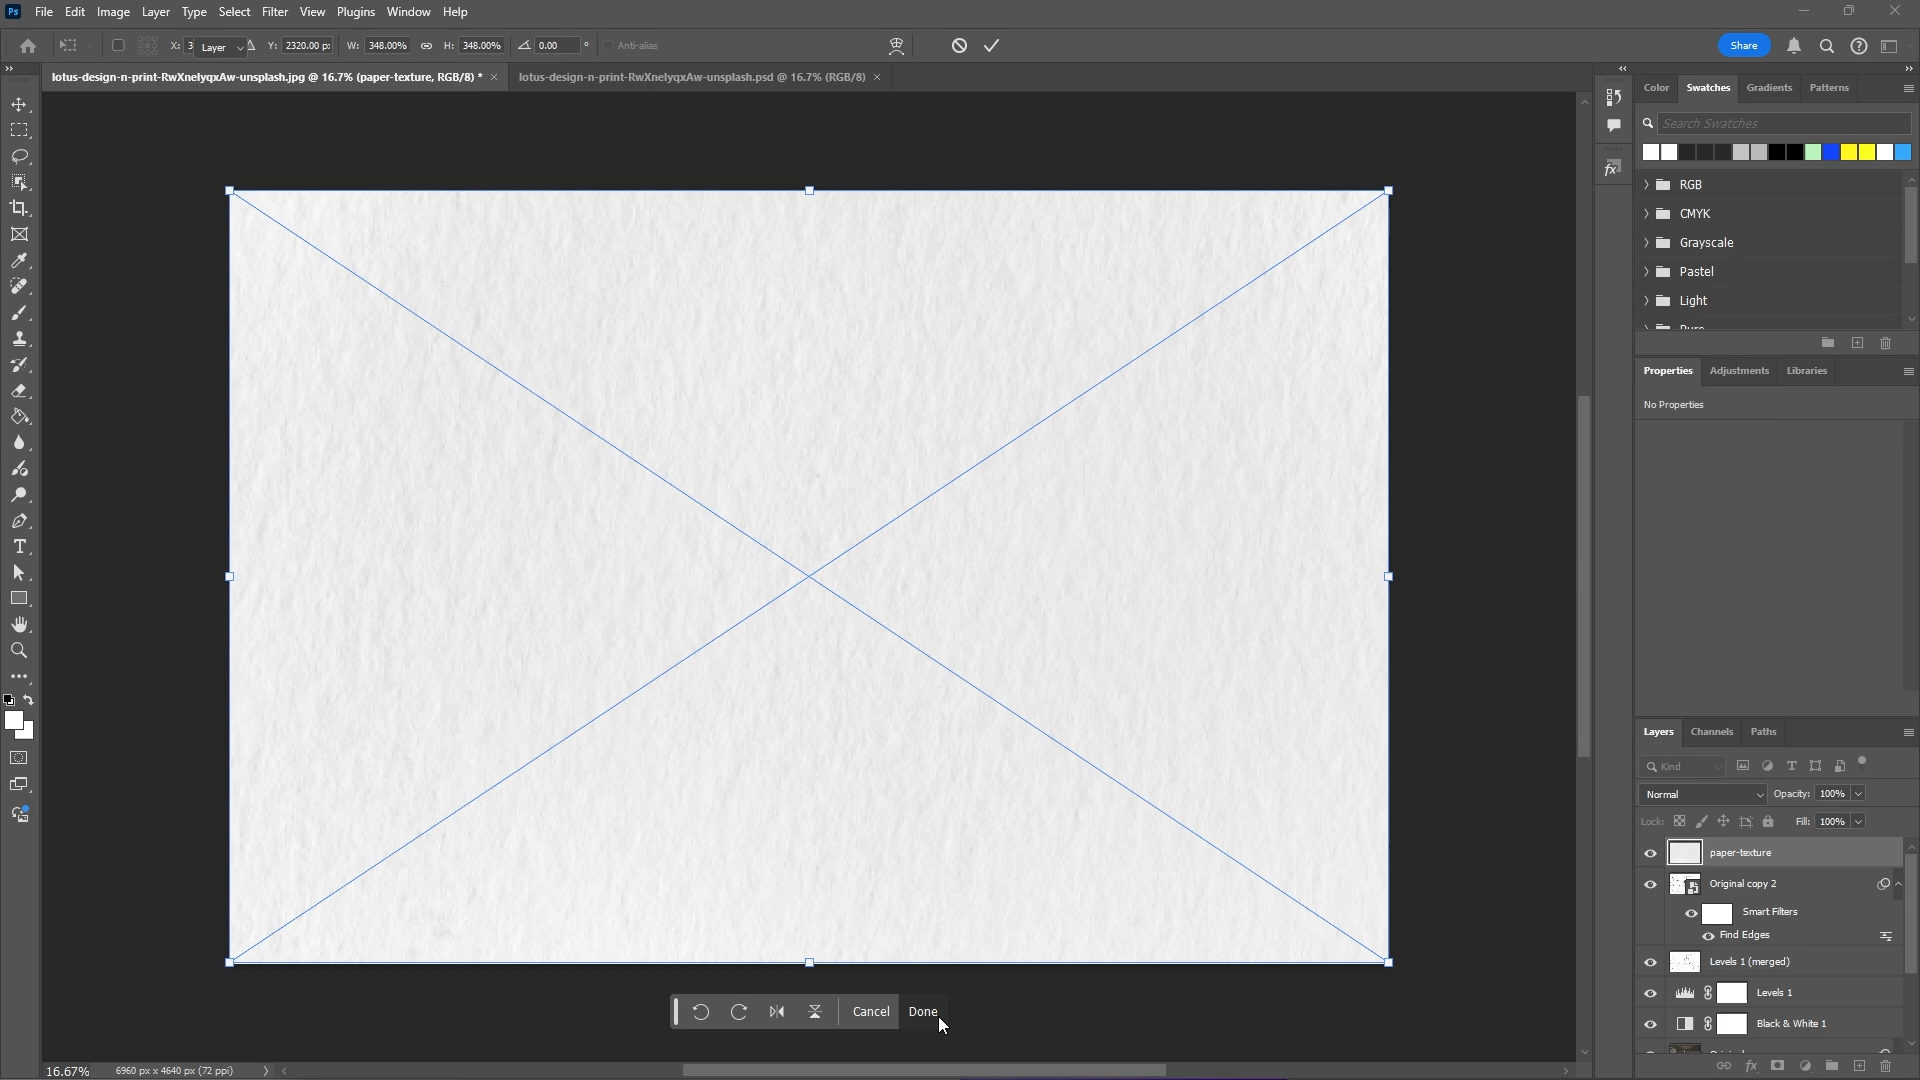 Ps File Edit Image Layer Type Select Filter View Plugins Window Help
X: 3 Layer Y: 2320.00 p: W: 348.00% H: 348.00% 0.00 ° Anti-alias Share
lotus-design-n-print-RwXnelyqxAw-unsplash.jpg @ 16.7% (paper-texture, RGB/8) * × lotus-design-n-print-RwXnelyqxAw-unsplash.psd @ 16.7% (RGB/8) ×
Color Swatches Gradients Patterns
Search Swatches
RGB
CMYK
Grayscale
Pastel
Light
Properties Adjustments Libraries
No Properties
Layers Channels Paths
Kind
Normal Opacity: 100%
Lock: Fill: 100%
paper-texture
Original copy 2
Smart Filters
Find Edges
Levels 1 (merged)
Levels 1
Black & White 1
Cancel Done
16.67% 6960 px x 4640 px (72 ppi)